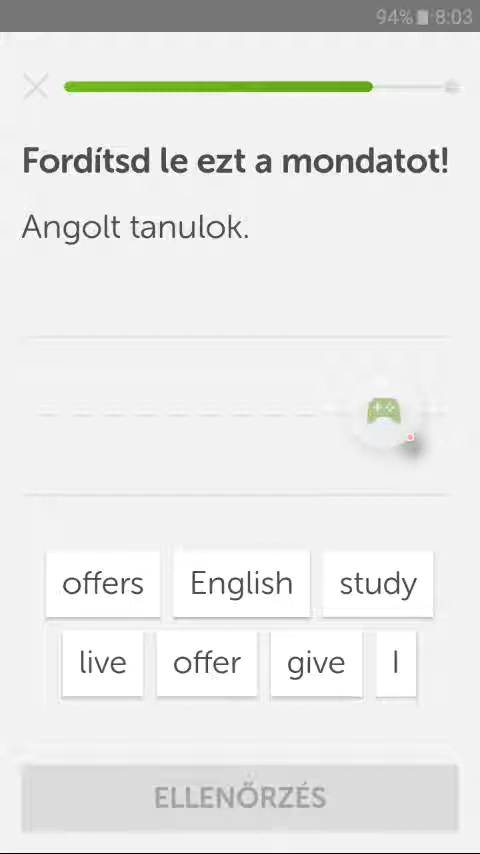 94% 8:03
Fordítsd le ezt a mondatot!
Angolt tanulok.
offers English study
live offer give I
ELLENŐRZÉS